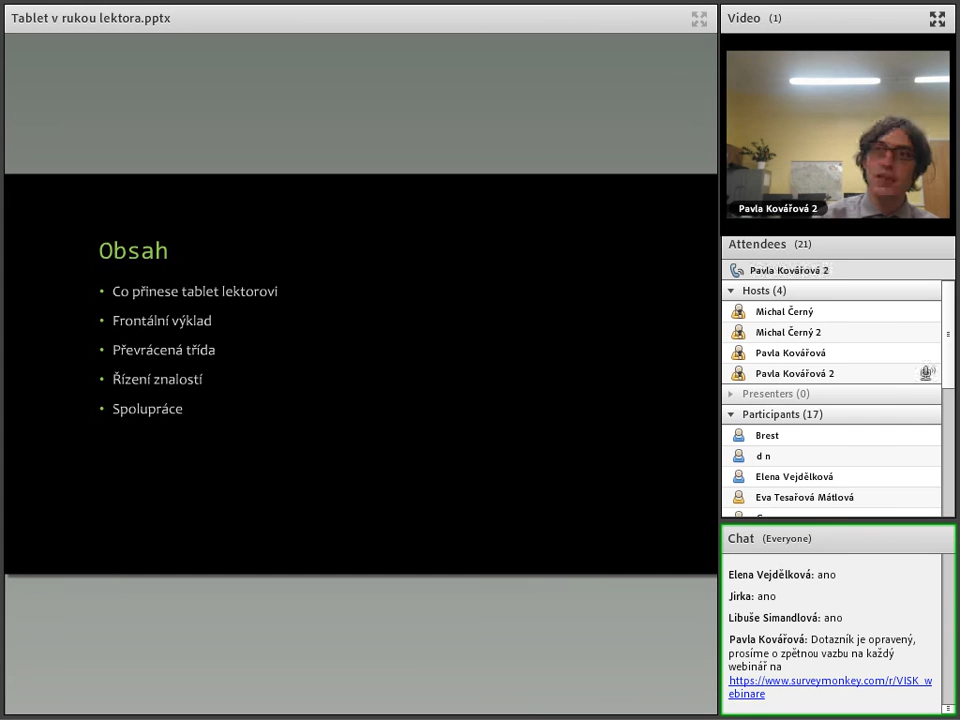 Tablet v rukou lektora.pptx
Obsah
• Co přinese tablet lektorovi
• Frontální výklad
• Převrácená třída
• Řízení znalostí
• Spolupráce
Video (1)
Pavla Kovářová 2
Attendees (21)
Pavla Kovářová 2
Hosts (4)
Michal Černý
Michal Černý 2
Pavla Kovářová
Pavla Kovářová 2
Presenters (0)
Participants (17)
Brest
d n
Elena Vejdělková
Eva Tesařová Mátlová
Chat (Everyone)
Elena Vejdělková: ano
Jirka: ano
Libuše Simandlová: ano
Pavla Kovářová: Dotazník je opravený,
prosíme o zpětnou vazbu na každý
webinář na
https://www.surveymonkey.com/r/VISK_w
ebinare